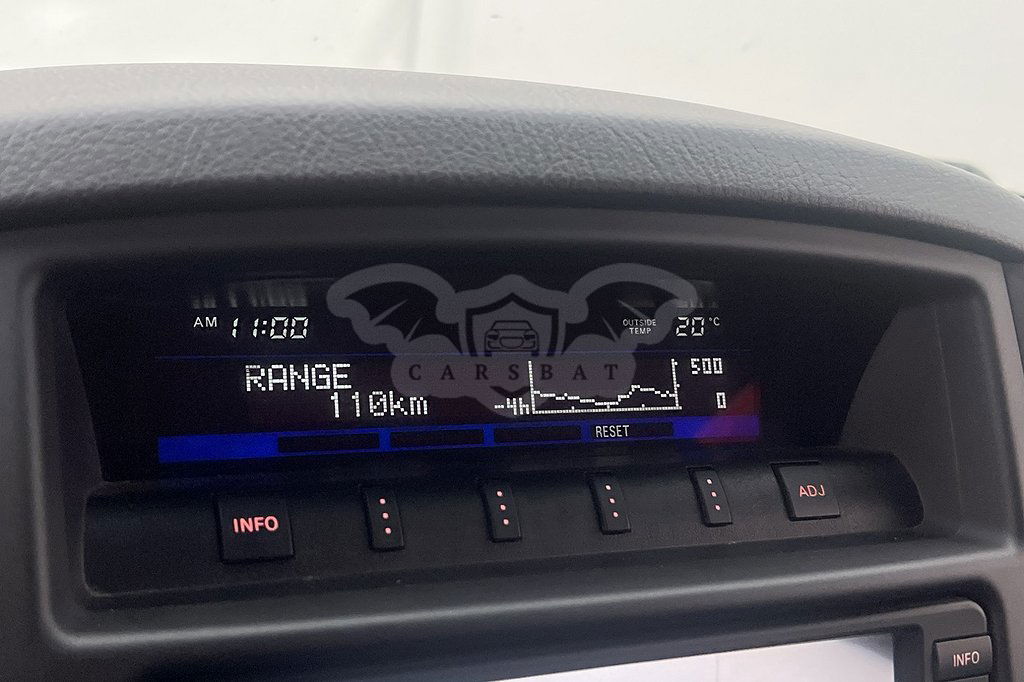 AM 11:00
OUTSIDE TEMP 20°C
CARSBAT
RANGE
110km
-4h
500
0
RESET
INFO
ADJ
INFO